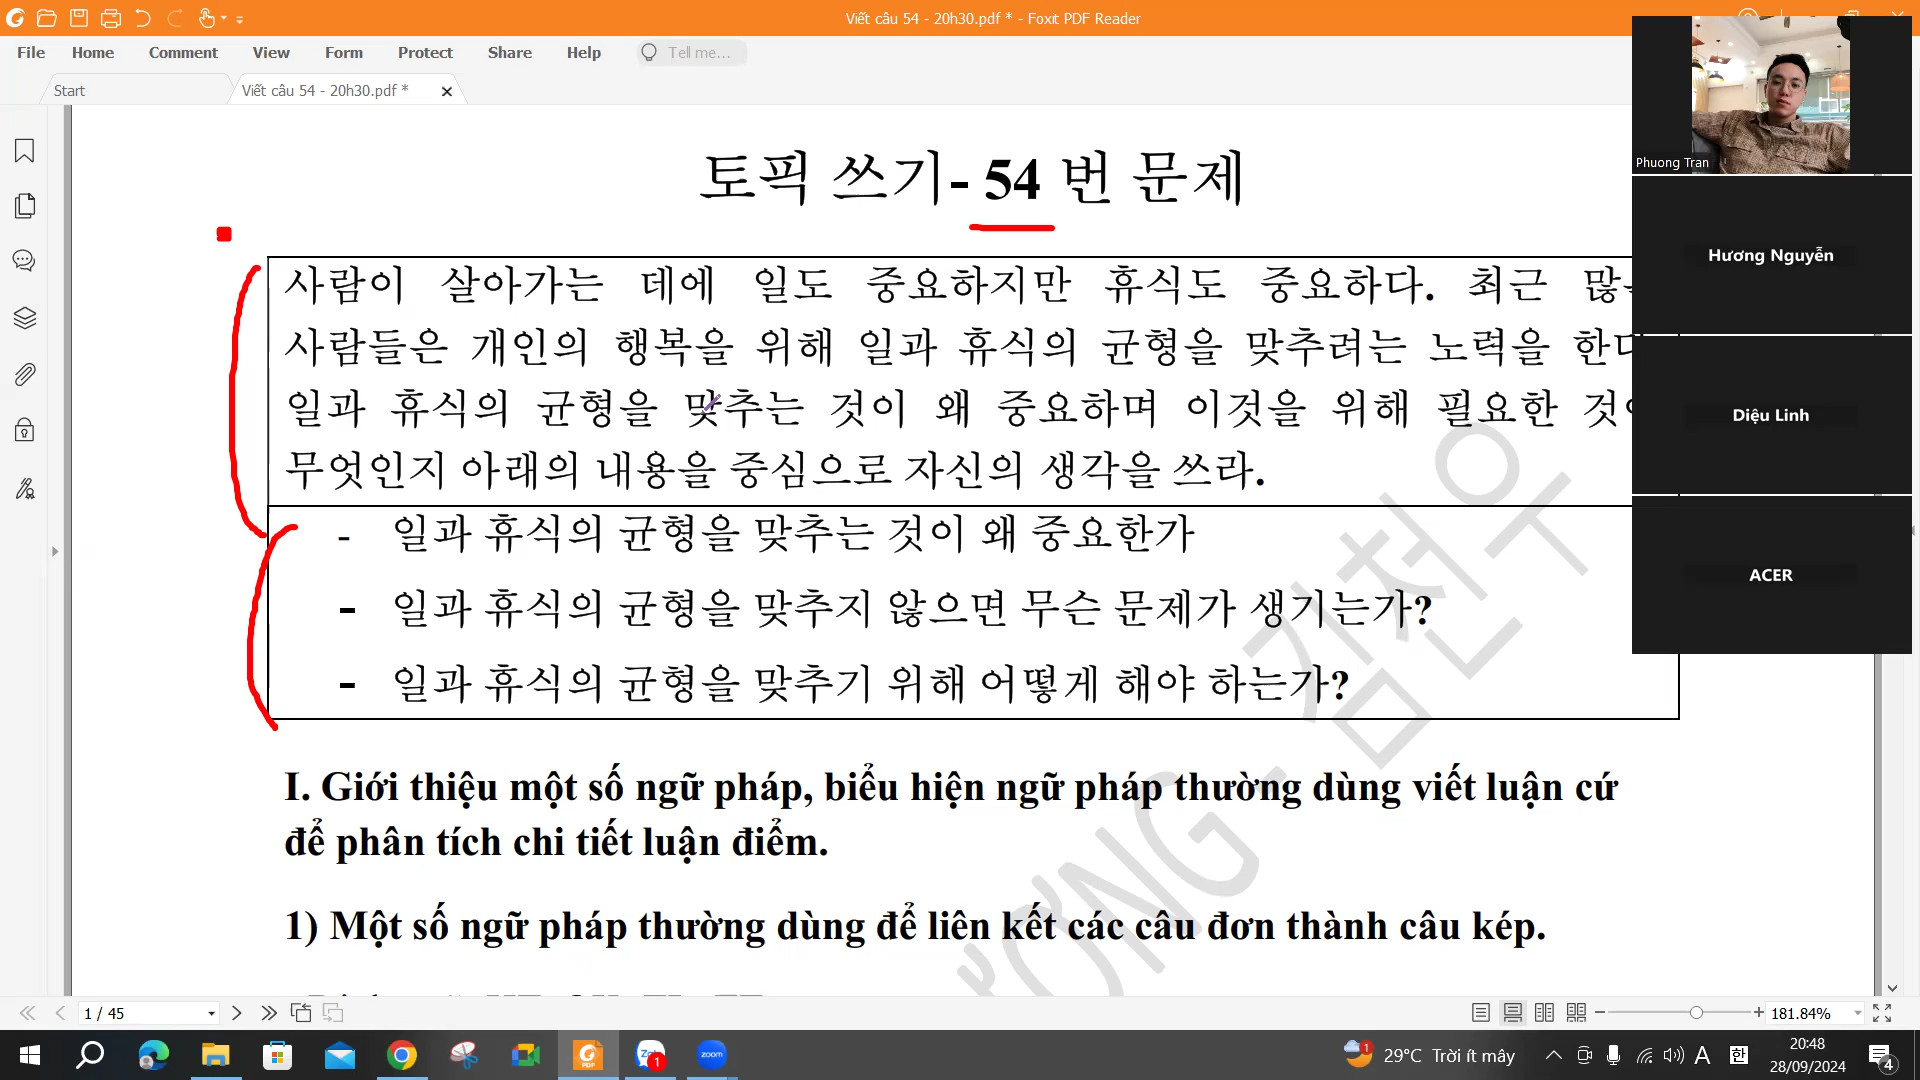 Viết câu 54 - 20h30.pdf * - Foxit PDF Reader
File Home Comment View Form Protect Share Help Tell me...
Start Viết câu 54 - 20h30.pdf *
토픽 쓰기- 54 번 문제
사람이 살아가는 데에 일도 중요하지만 휴식도 중요하다. 최근
사람들은 개인의 행복을 위해 일과 휴식의 균형을 맞추려는 노력을
일과 휴식의 균형을 맞추는 것이 왜 중요하며 이것을 위해 필요한
무엇인지 아래의 내용을 중심으로 자신의 생각을 쓰라.
- 일과 휴식의 균형을 맞추는 것이 왜 중요한가
- 일과 휴식의 균형을 맞추지 않으면 무슨 문제가 생기는가?
- 일과 휴식의 균형을 맞추기 위해 어떻게 해야 하는가?
I. Giới thiệu một số ngữ pháp, biểu hiện ngữ pháp thường dùng viết luận cứ
để phân tích chi tiết luận điểm.
1) Một số ngữ pháp thường dùng để liên kết các câu đơn thành câu kép.
ƯƠNG - 김천우
Phuong Tran
Hương Nguyễn
Diệu Linh
ACER
1 / 45
181.84%
zoom
1
29°C Trời ít mây
A 한
20:48
28/09/2024
4